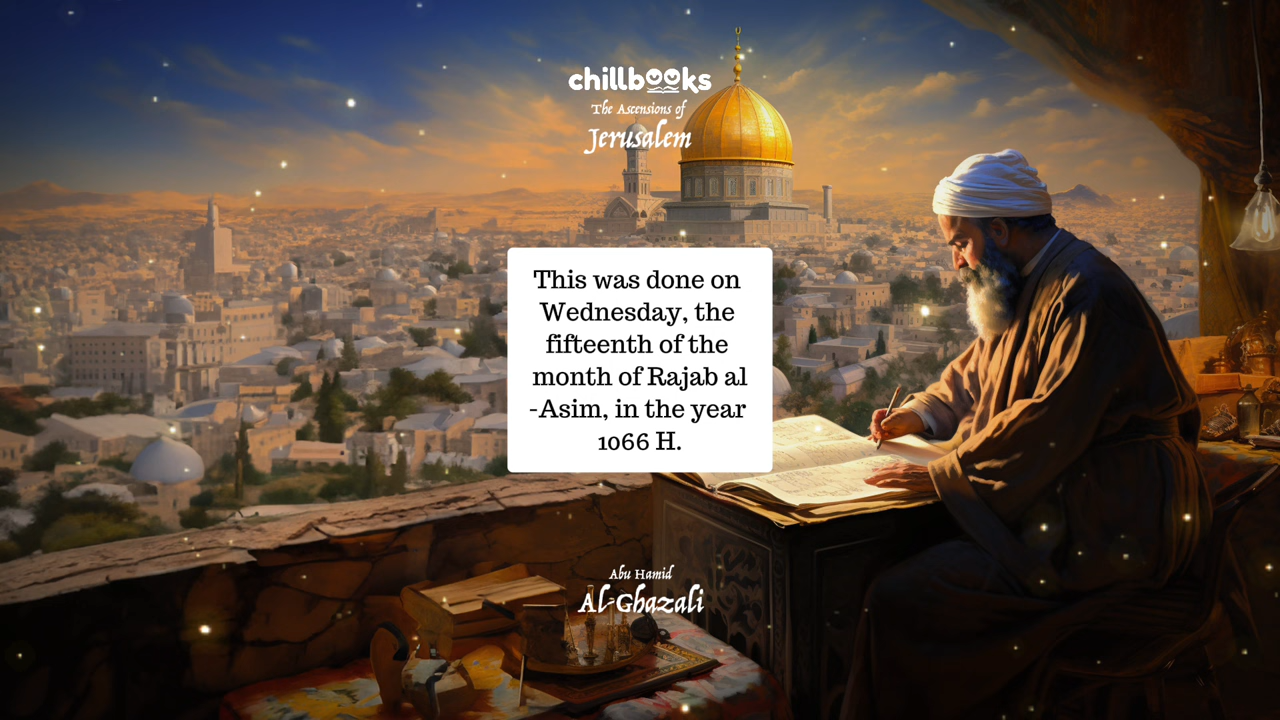 chillbooks
The Ascensions of
Jerusalem
This was done on
Wednesday, the
fifteenth of the
month of Rajab al
-Asim, in the year
1066 H.
Abu Hamid
Al-Ghazali